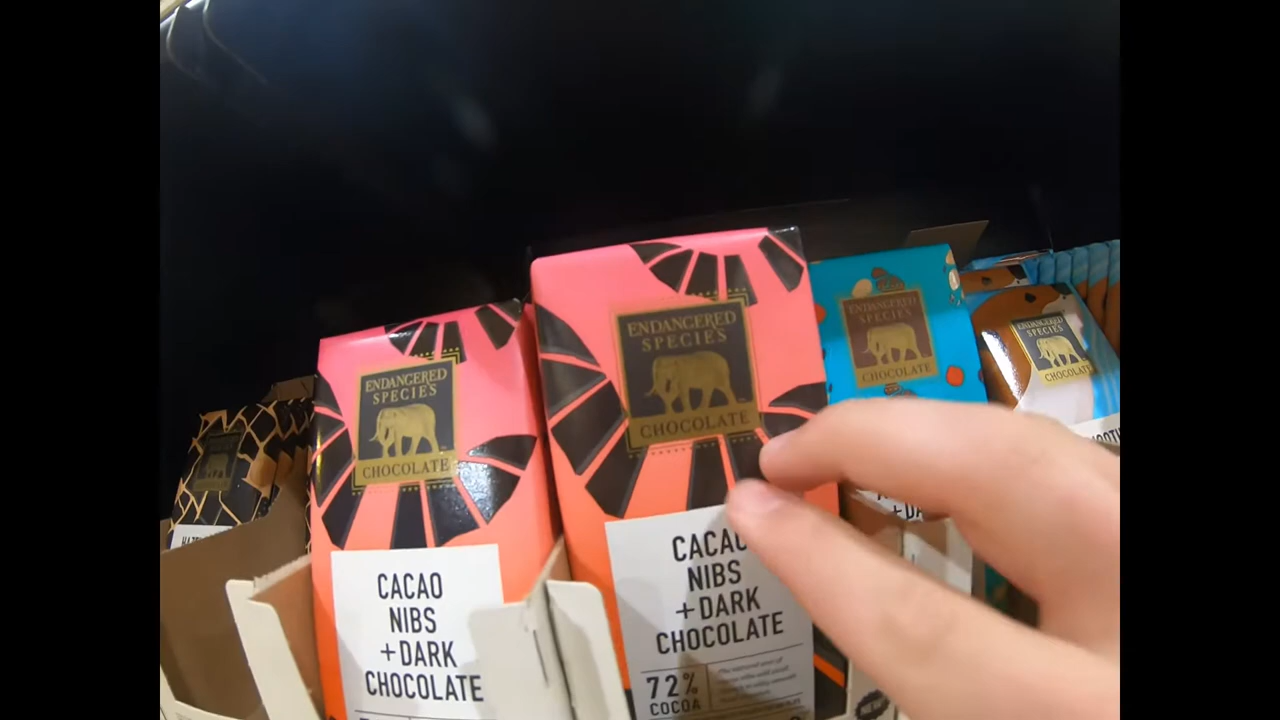 ENDANGERED
SPECIES
CHOCOLATE
CACAO
NIBS
+DARK
CHOCOLATE
ENDANGERED
SPECIES
CHOCOLATE
CACAO
NIBS
+DARK
CHOCOLATE
72%
COCOA
ENDANGERED
SPECIES
CHOCOLATE
ENDANGERED
SPECIES
CHOCOLATE